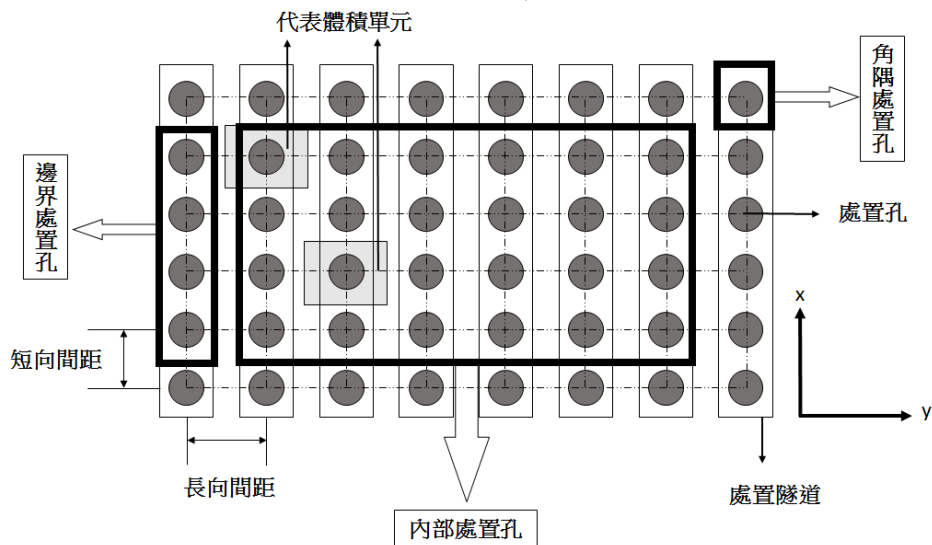 代表體積單元
角隅處置孔
邊界處置孔
處置孔
x
短向間距
y
長向間距
處置隧道
內部處置孔